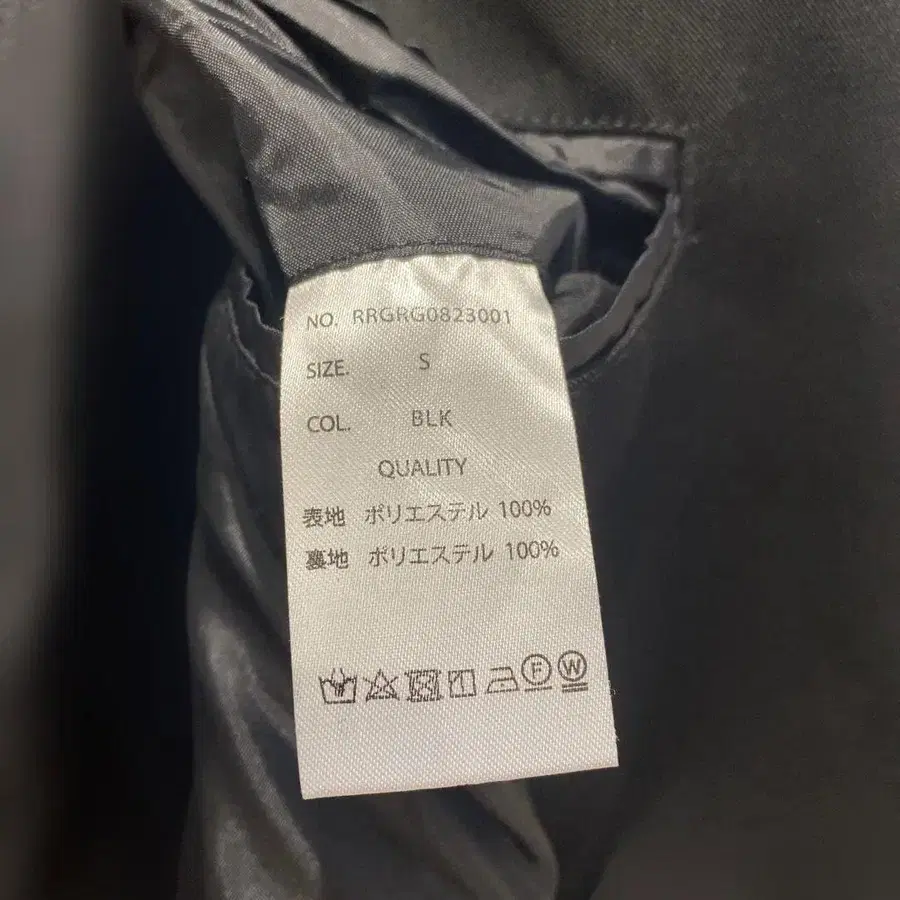 NO. RRGRG0823001
SIZE. S
COL. BLK
QUALITY
表地 ポリエステル 100%
裏地 ポリエステル 100%
F W